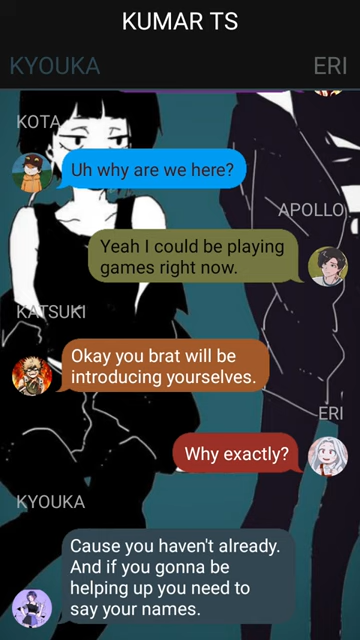 KUMAR TS
KYOUKA
ERI
KOTA
Uh why are we here?
APOLLO
Yeah I could be playing
games right now.
KATSUKI
Okay you brat will be
introducing yourselves.
ERI
Why exactly?
KYOUKA
Cause you haven't already.
And if you gonna be
helping up you need to
say your names.